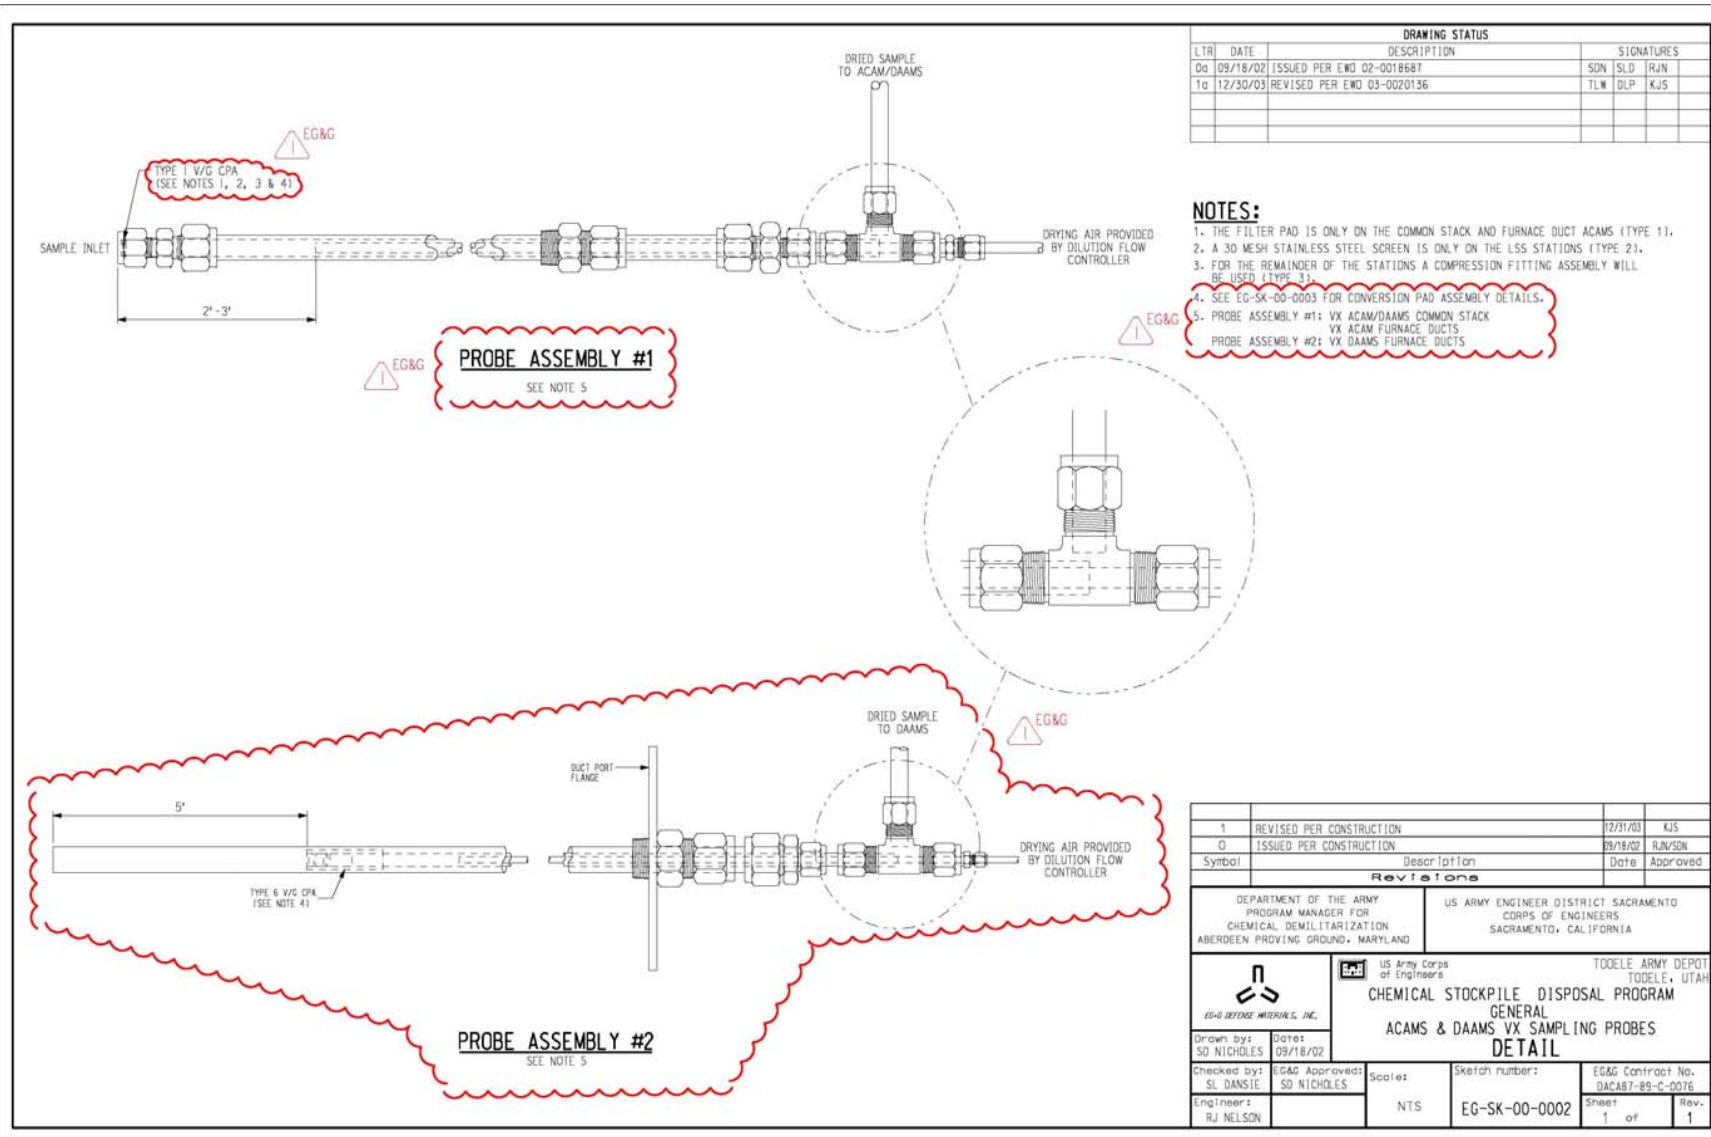 DRAWING STATUS
LTR DATE DESCRIPTION SIGNATURES
0a 09/18/02 ISSUED PER EWO 02-0018687 SDN SLD RJN
1a 12/30/03 REVISED PER EWO 03-0020136 TLW DLP KJS
DRIED SAMPLE
TO ACAM/DAAMS
1 EG&G
TYPE 1 V/G CPA
(SEE NOTES 1, 2, 3 & 4)
SAMPLE INLET
2'-3"
DRYING AIR PROVIDED
BY DILUTION FLOW
CONTROLLER
1 EG&G
PROBE ASSEMBLY #1
SEE NOTE 5
NOTES:
1. THE FILTER PAD IS ONLY ON THE COMMON STACK AND FURNACE DUCT ACAMS (TYPE 1).
2. A 30 MESH STAINLESS STEEL SCREEN IS ONLY ON THE LSS STATIONS (TYPE 2).
3. FOR THE REMAINDER OF THE STATIONS A COMPRESSION FITTING ASSEMBLY WILL
BE USED (TYPE 3).
4. SEE EG-SK-00-0003 FOR CONVERSION PAD ASSEMBLY DETAILS.
1 EG&G
5. PROBE ASSEMBLY #1: VX ACAM/DAAMS COMMON STACK
VX ACAM FURNACE DUCTS
PROBE ASSEMBLY #2: VX DAAMS FURNACE DUCTS
DRIED SAMPLE
TO DAAMS
1 EG&G
DUCT PORT
FLANGE
5"
TYPE 6 V/G CPA
(SEE NOTE 4)
DRYING AIR PROVIDED
BY DILUTION FLOW
CONTROLLER
PROBE ASSEMBLY #2
SEE NOTE 5
1 REVISED PER CONSTRUCTION 12/31/03 KJS
0 ISSUED PER CONSTRUCTION 09/18/02 RJN/SDN
Symbol Description Date Approved
Revisions
DEPARTMENT OF THE ARMY
PROGRAM MANAGER FOR
CHEMICAL DEMILITARIZATION
ABERDEEN PROVING GROUND, MARYLAND
US ARMY ENGINEER DISTRICT SACRAMENTO
CORPS OF ENGINEERS
SACRAMENTO, CALIFORNIA
EG&G DEFENSE MATERIALS, INC.
US Army Corps
of Engineers
TOOELE ARMY DEPOT
TOOELE, UTAH
CHEMICAL STOCKPILE DISPOSAL PROGRAM
GENERAL
ACAMS & DAAMS VX SAMPLING PROBES
DETAIL
Drawn by:
SD NICHOLES
Date:
09/18/02
Checked by:
SL DANSIE
EG&G Approved:
SD NICHOLES
Engineer:
RJ NELSON
Scale:
NTS
Sketch number:
EG-SK-00-0002
EG&G Contract No.
DACA87-89-C-0076
Sheet
1 of
Rev.
1